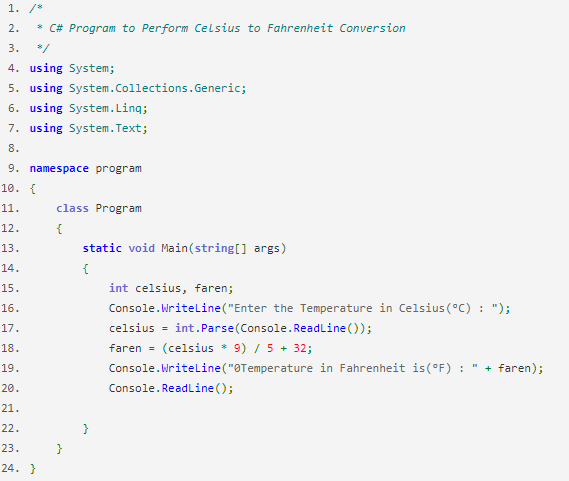 1. /*
2.  * C# Program to Perform Celsius to Fahrenheit Conversion
3.  */
4. using System;
5. using System.Collections.Generic;
6. using System.Linq;
7. using System.Text;
8.
9. namespace program
10. {
11.     class Program
12.     {
13.         static void Main(string[] args)
14.         {
15.             int celsius, faren;
16.             Console.WriteLine("Enter the Temperature in Celsius(°C) : ");
17.             celsius = int.Parse(Console.ReadLine());
18.             faren = (celsius * 9) / 5 + 32;
19.             Console.WriteLine("0Temperature in Fahrenheit is(°F) : " + faren);
20.             Console.ReadLine();
21.
22.         }
23.     }
24. }